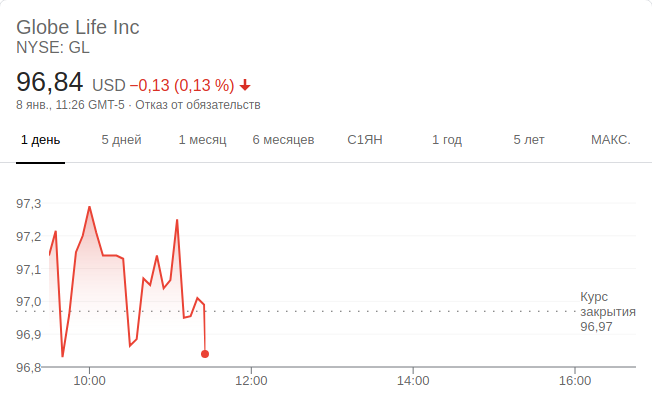 Globe Life Inc
NYSE: GL
96,84 USD −0,13 (0,13 %)
8 янв., 11:26 GMT-5 · Отказ от обязательств
1 день 5 дней 1 месяц 6 месяцев С1ЯН 1 год 5 лет МАКС.
97,3
97,2
97,1
97,0
96,9
96,8
Курс
закрытия
96,97
10:00 12:00 14:00 16:00